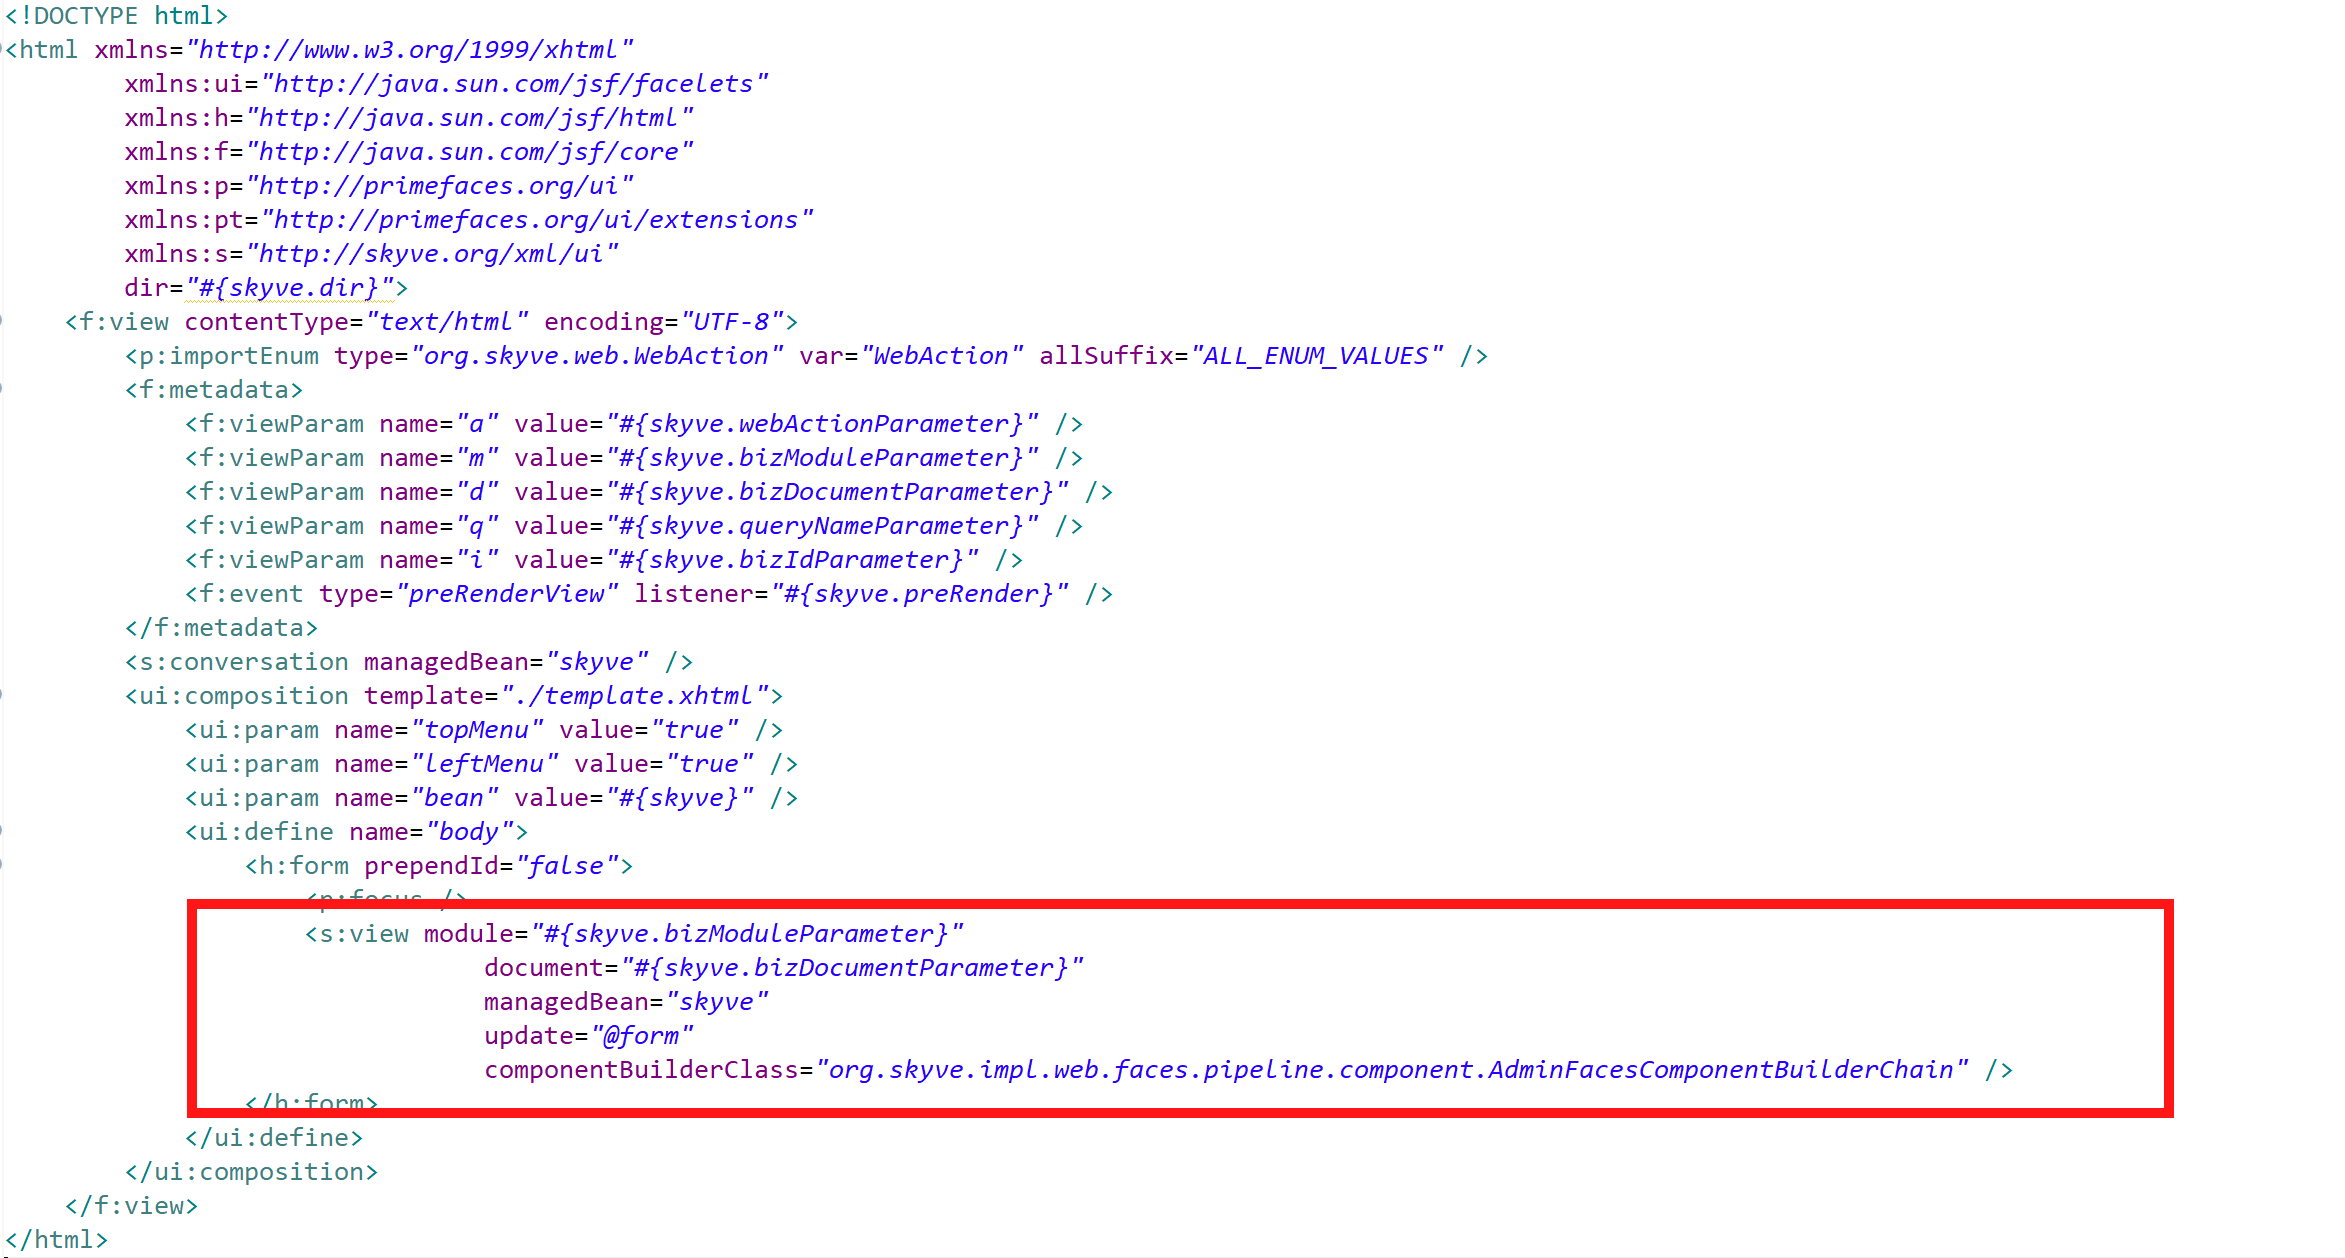 <!DOCTYPE html>
<html xmlns="http://www.w3.org/1999/xhtml"
xmlns:ui="http://java.sun.com/jsf/facelets"
xmlns:h="http://java.sun.com/jsf/html"
xmlns:f="http://java.sun.com/jsf/core"
xmlns:p="http://primefaces.org/ui"
xmlns:pt="http://primefaces.org/ui/extensions"
xmlns:s="http://skyve.org/xml/ui"
dir="#{skyve.dir}">
<f:view contentType="text/html" encoding="UTF-8">
<p:importEnum type="org.skyve.web.WebAction" var="WebAction" allSuffix="ALL_ENUM_VALUES" />
<f:metadata>
<f:viewParam name="a" value="#{skyve.webActionParameter}" />
<f:viewParam name="m" value="#{skyve.bizModuleParameter}" />
<f:viewParam name="d" value="#{skyve.bizDocumentParameter}" />
<f:viewParam name="q" value="#{skyve.queryNameParameter}" />
<f:viewParam name="i" value="#{skyve.bizIdParameter}" />
<f:event type="preRenderView" listener="#{skyve.preRender}" />
</f:metadata>
<s:conversation managedBean="skyve" />
<ui:composition template="./template.xhtml">
<ui:param name="topMenu" value="true" />
<ui:param name="leftMenu" value="true" />
<ui:param name="bean" value="#{skyve}" />
<ui:define name="body">
<h:form prependId="false">
<p:focus />
<s:view module="#{skyve.bizModuleParameter}"
document="#{skyve.bizDocumentParameter}"
managedBean="skyve"
update="@form"
componentBuilderClass="org.skyve.impl.web.faces.pipeline.component.AdminFacesComponentBuilderChain" />
</h:form>
</ui:define>
</ui:composition>
</f:view>
</html>